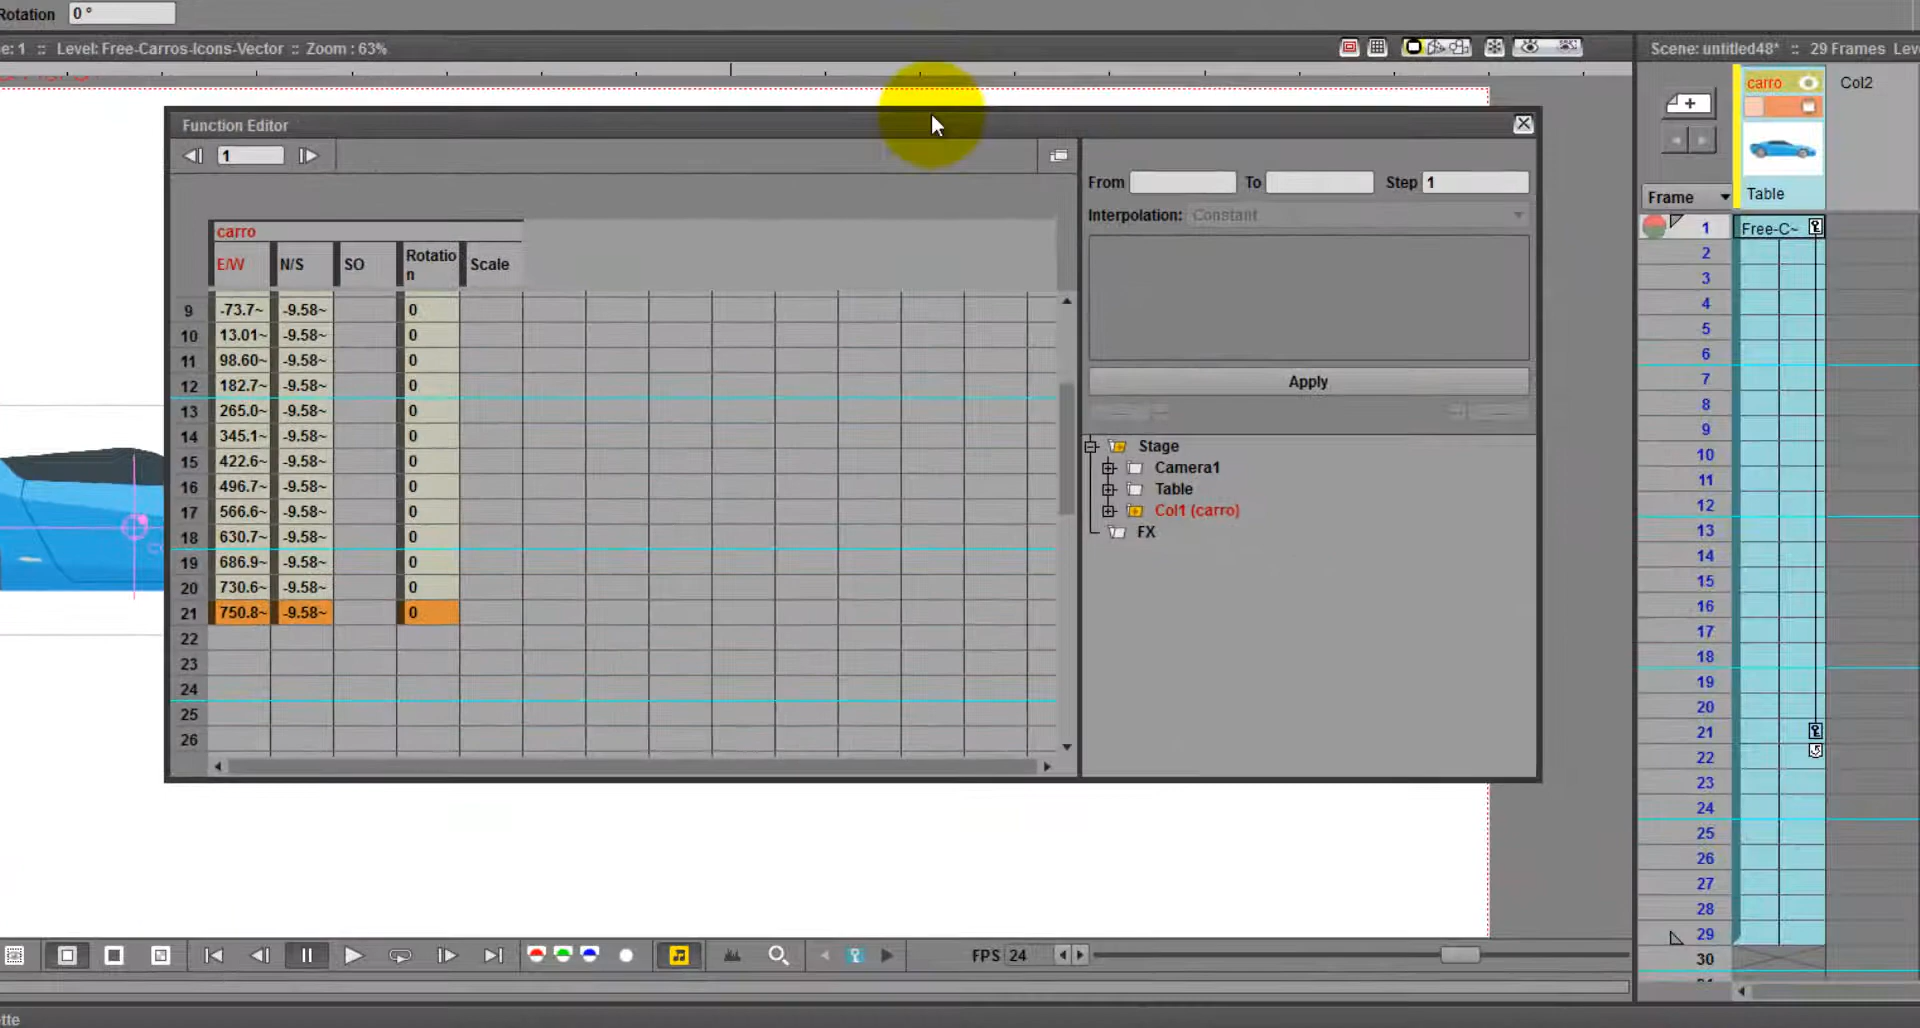 Rotation 0 °
e: 1 :: Level: Free-Carros-Icons-Vector :: Zoom : 63%
Scene: untitled48* :: 29 Frames Lev
carro
Col2
Table
Frame
Function Editor
1
From To Step 1
Interpolation: Constant
Apply
carro
E/W N/S SO Rotatio
n Scale
9 -73.7~ -9.58~ 0
10 13.01~ -9.58~ 0
11 98.60~ -9.58~ 0
12 182.7~ -9.58~ 0
13 265.0~ -9.58~ 0
14 345.1~ -9.58~ 0
15 422.6~ -9.58~ 0
16 496.7~ -9.58~ 0
17 566.6~ -9.58~ 0
18 630.7~ -9.58~ 0
19 686.9~ -9.58~ 0
20 730.6~ -9.58~ 0
21 750.8~ -9.58~ 0
22
23
24
25
26
Stage
Camera1
Table
Col1 (carro)
FX
1 Free-C~
2
3
4
5
6
7
8
9
10
11
12
13
14
15
16
17
18
19
20
21
22
23
24
25
26
27
28
29
30
FPS 24
tte